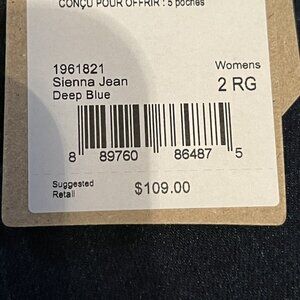 CONÇU POUR OFFRIR : 5 poches
1961821
Sienna Jean
Deep Blue
Womens
2 RG
8 89760 86487 5
Suggested
Retail
$109.00